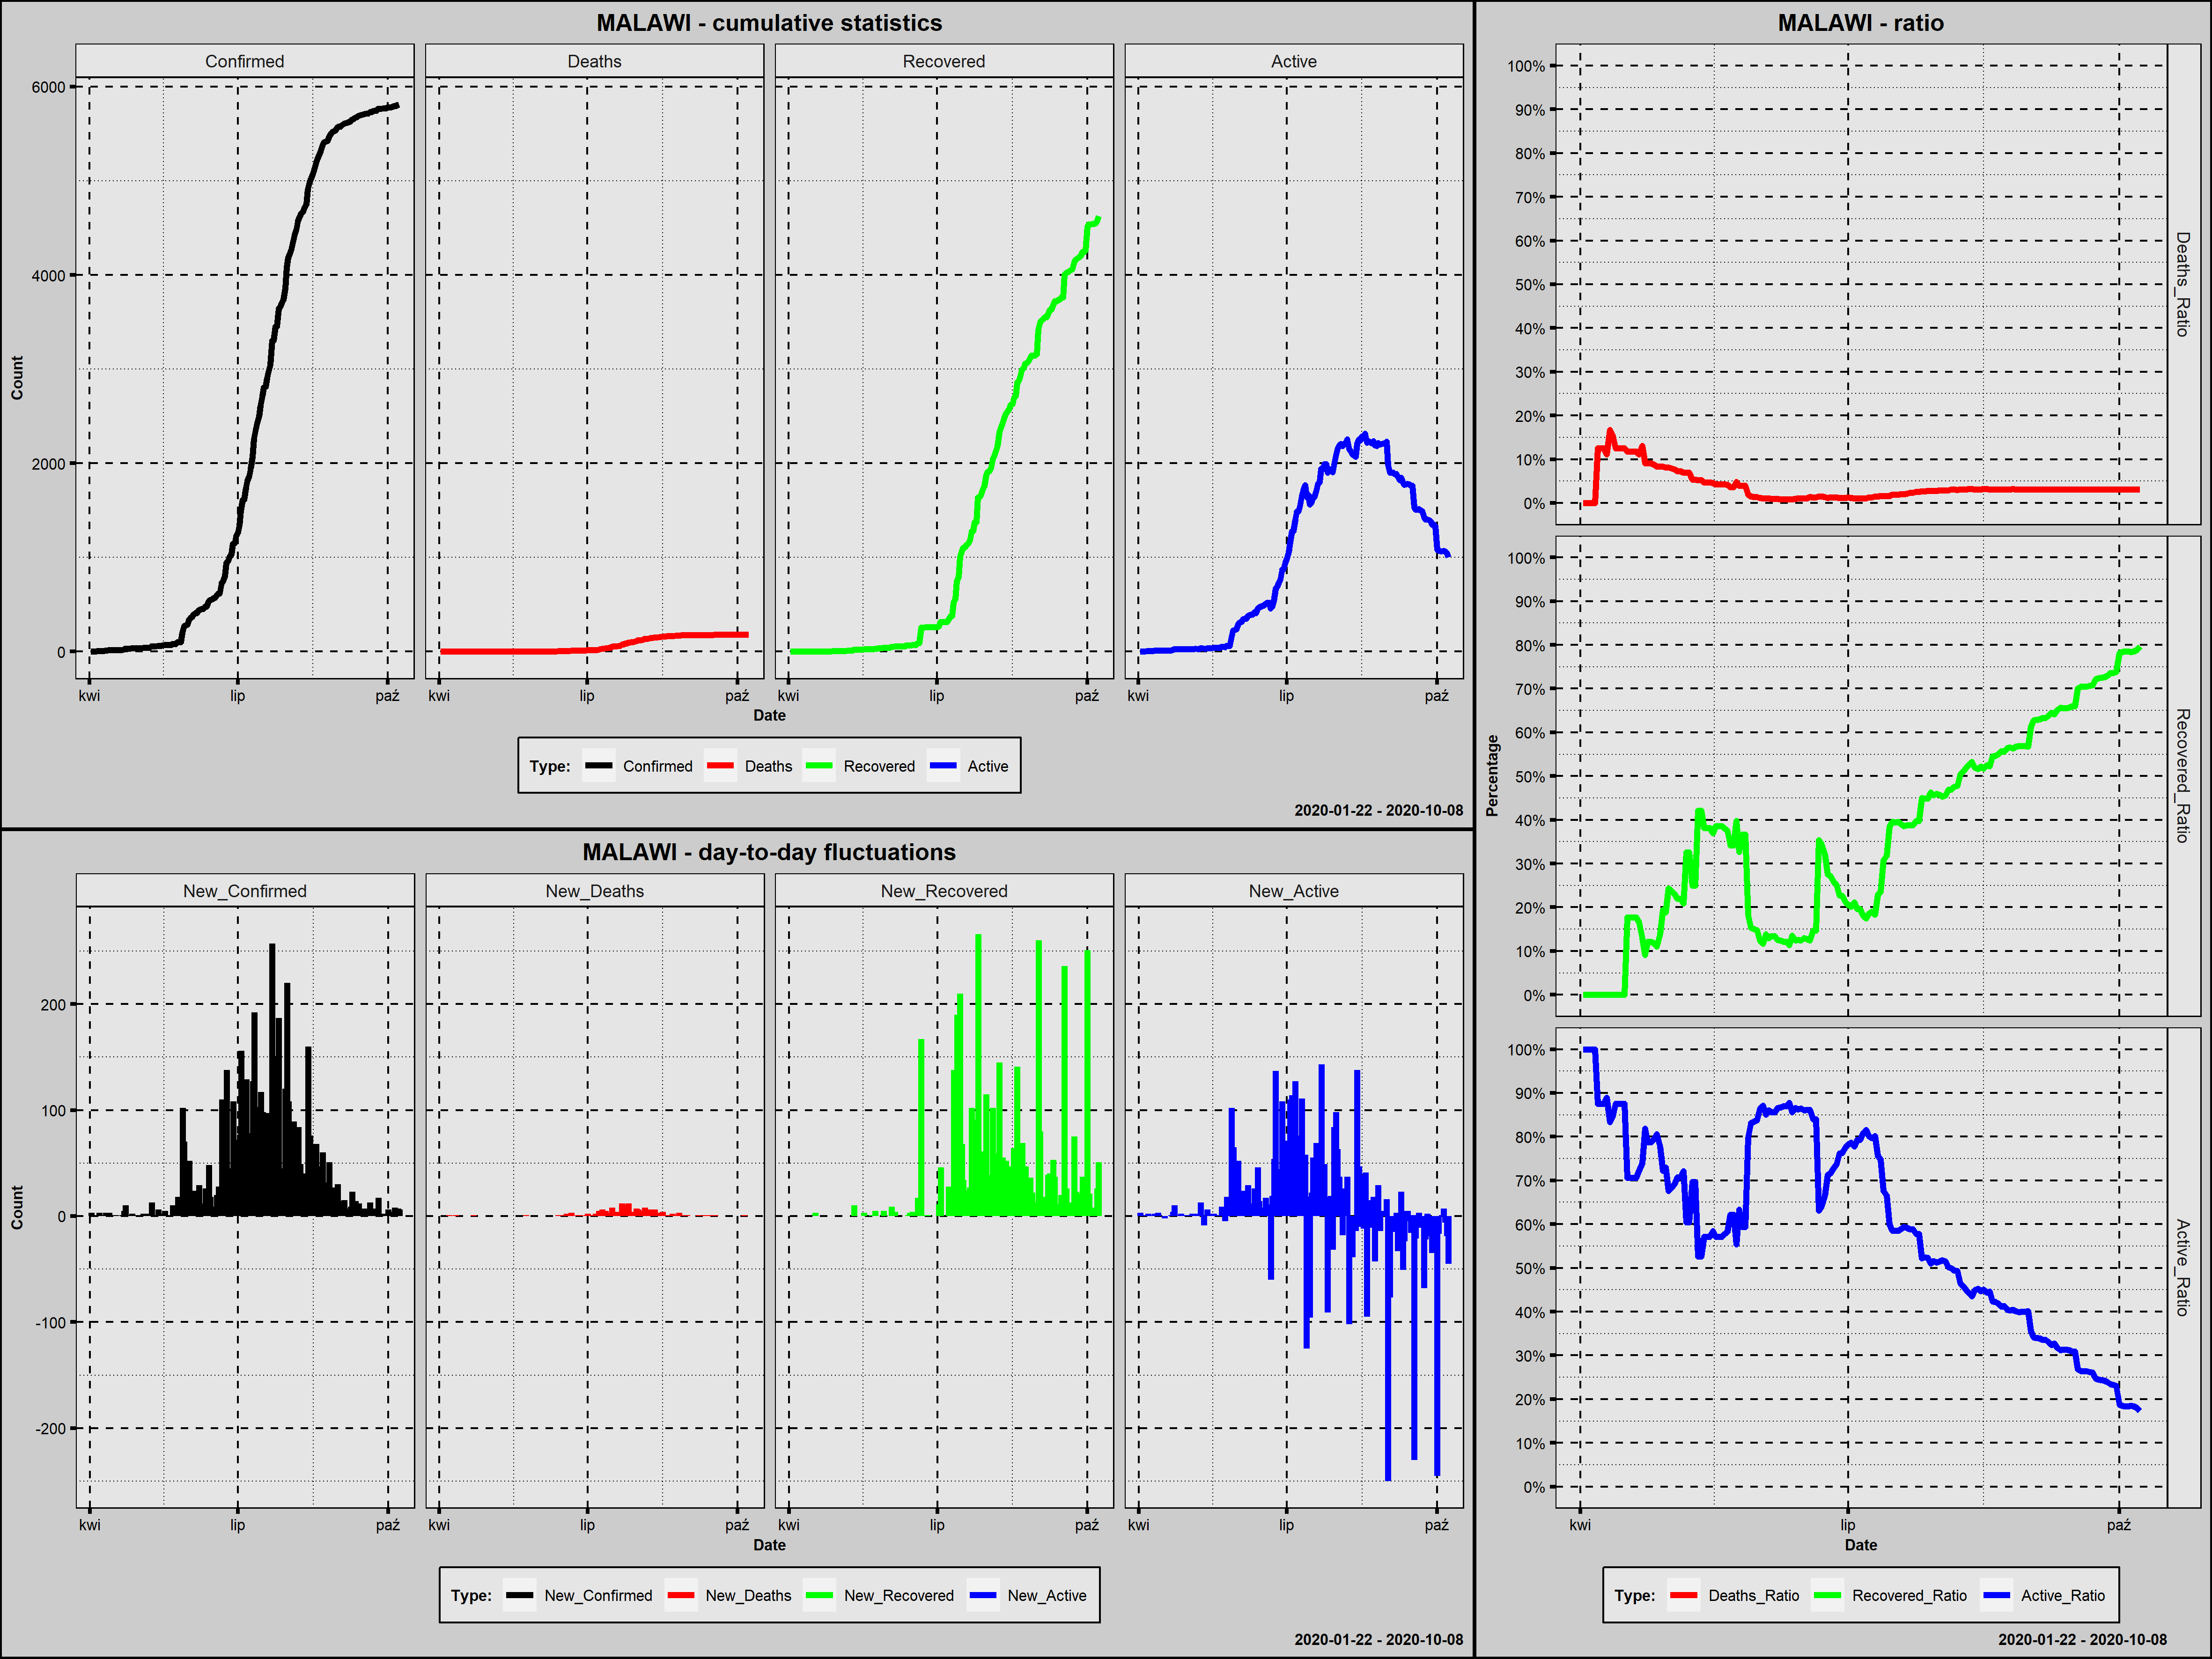 MALAWI - cumulative statistics
Confirmed Deaths Recovered Active
6000
4000
2000
0
Count
kwi lip paź kwi lip paź kwi lip paź kwi lip paź
Date
Type: Confirmed Deaths Recovered Active
2020-01-22 - 2020-10-08
MALAWI - day-to-day fluctuations
New_Confirmed New_Deaths New_Recovered New_Active
200
100
0
-100
-200
Count
kwi lip paź kwi lip paź kwi lip paź kwi lip paź
Date
Type: New_Confirmed New_Deaths New_Recovered New_Active
2020-01-22 - 2020-10-08
MALAWI - ratio
100%
90%
80%
70%
60%
50%
40%
30%
20%
10%
0%
Deaths_Ratio
100%
90%
80%
70%
60%
50%
40%
30%
20%
10%
0%
Recovered_Ratio
100%
90%
80%
70%
60%
50%
40%
30%
20%
10%
0%
Active_Ratio
Percentage
kwi lip paź
Date
Type: Deaths_Ratio Recovered_Ratio Active_Ratio
2020-01-22 - 2020-10-08